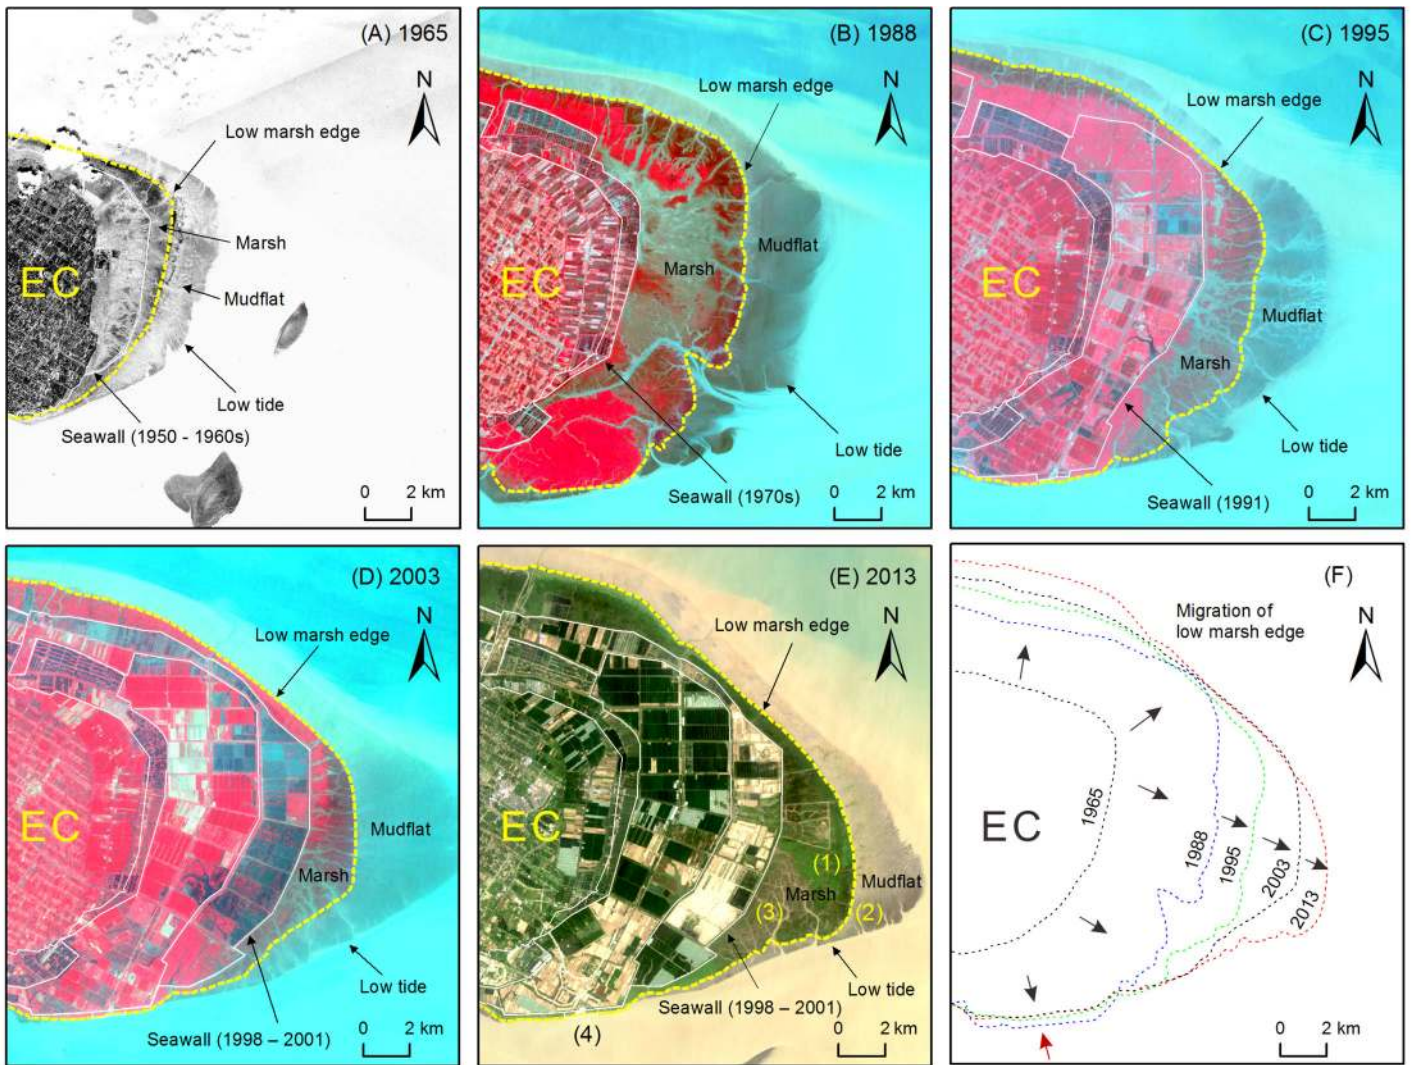 (A) 1965
N
Low marsh edge
Marsh
EC
Mudflat
Low tide
Seawall (1950 - 1960s)
0 2 km
(B) 1988
N
Low marsh edge
Mudflat
Marsh
EC
Low tide
Seawall (1970s)
0 2 km
(C) 1995
N
Low marsh edge
EC
Mudflat
Marsh
Low tide
Seawall (1991)
0 2 km
(D) 2003
N
Low marsh edge
EC
Mudflat
Marsh
Low tide
Seawall (1998 – 2001)
0 2 km
(E) 2013
N
Low marsh edge
EC
(1)
Marsh
Mudflat
(3)
(2)
Low tide
Seawall (1998 – 2001)
(4)
0 2 km
(F)
N
Migration of
low marsh edge
EC
1965
1988
1995
2003
2013
0 2 km